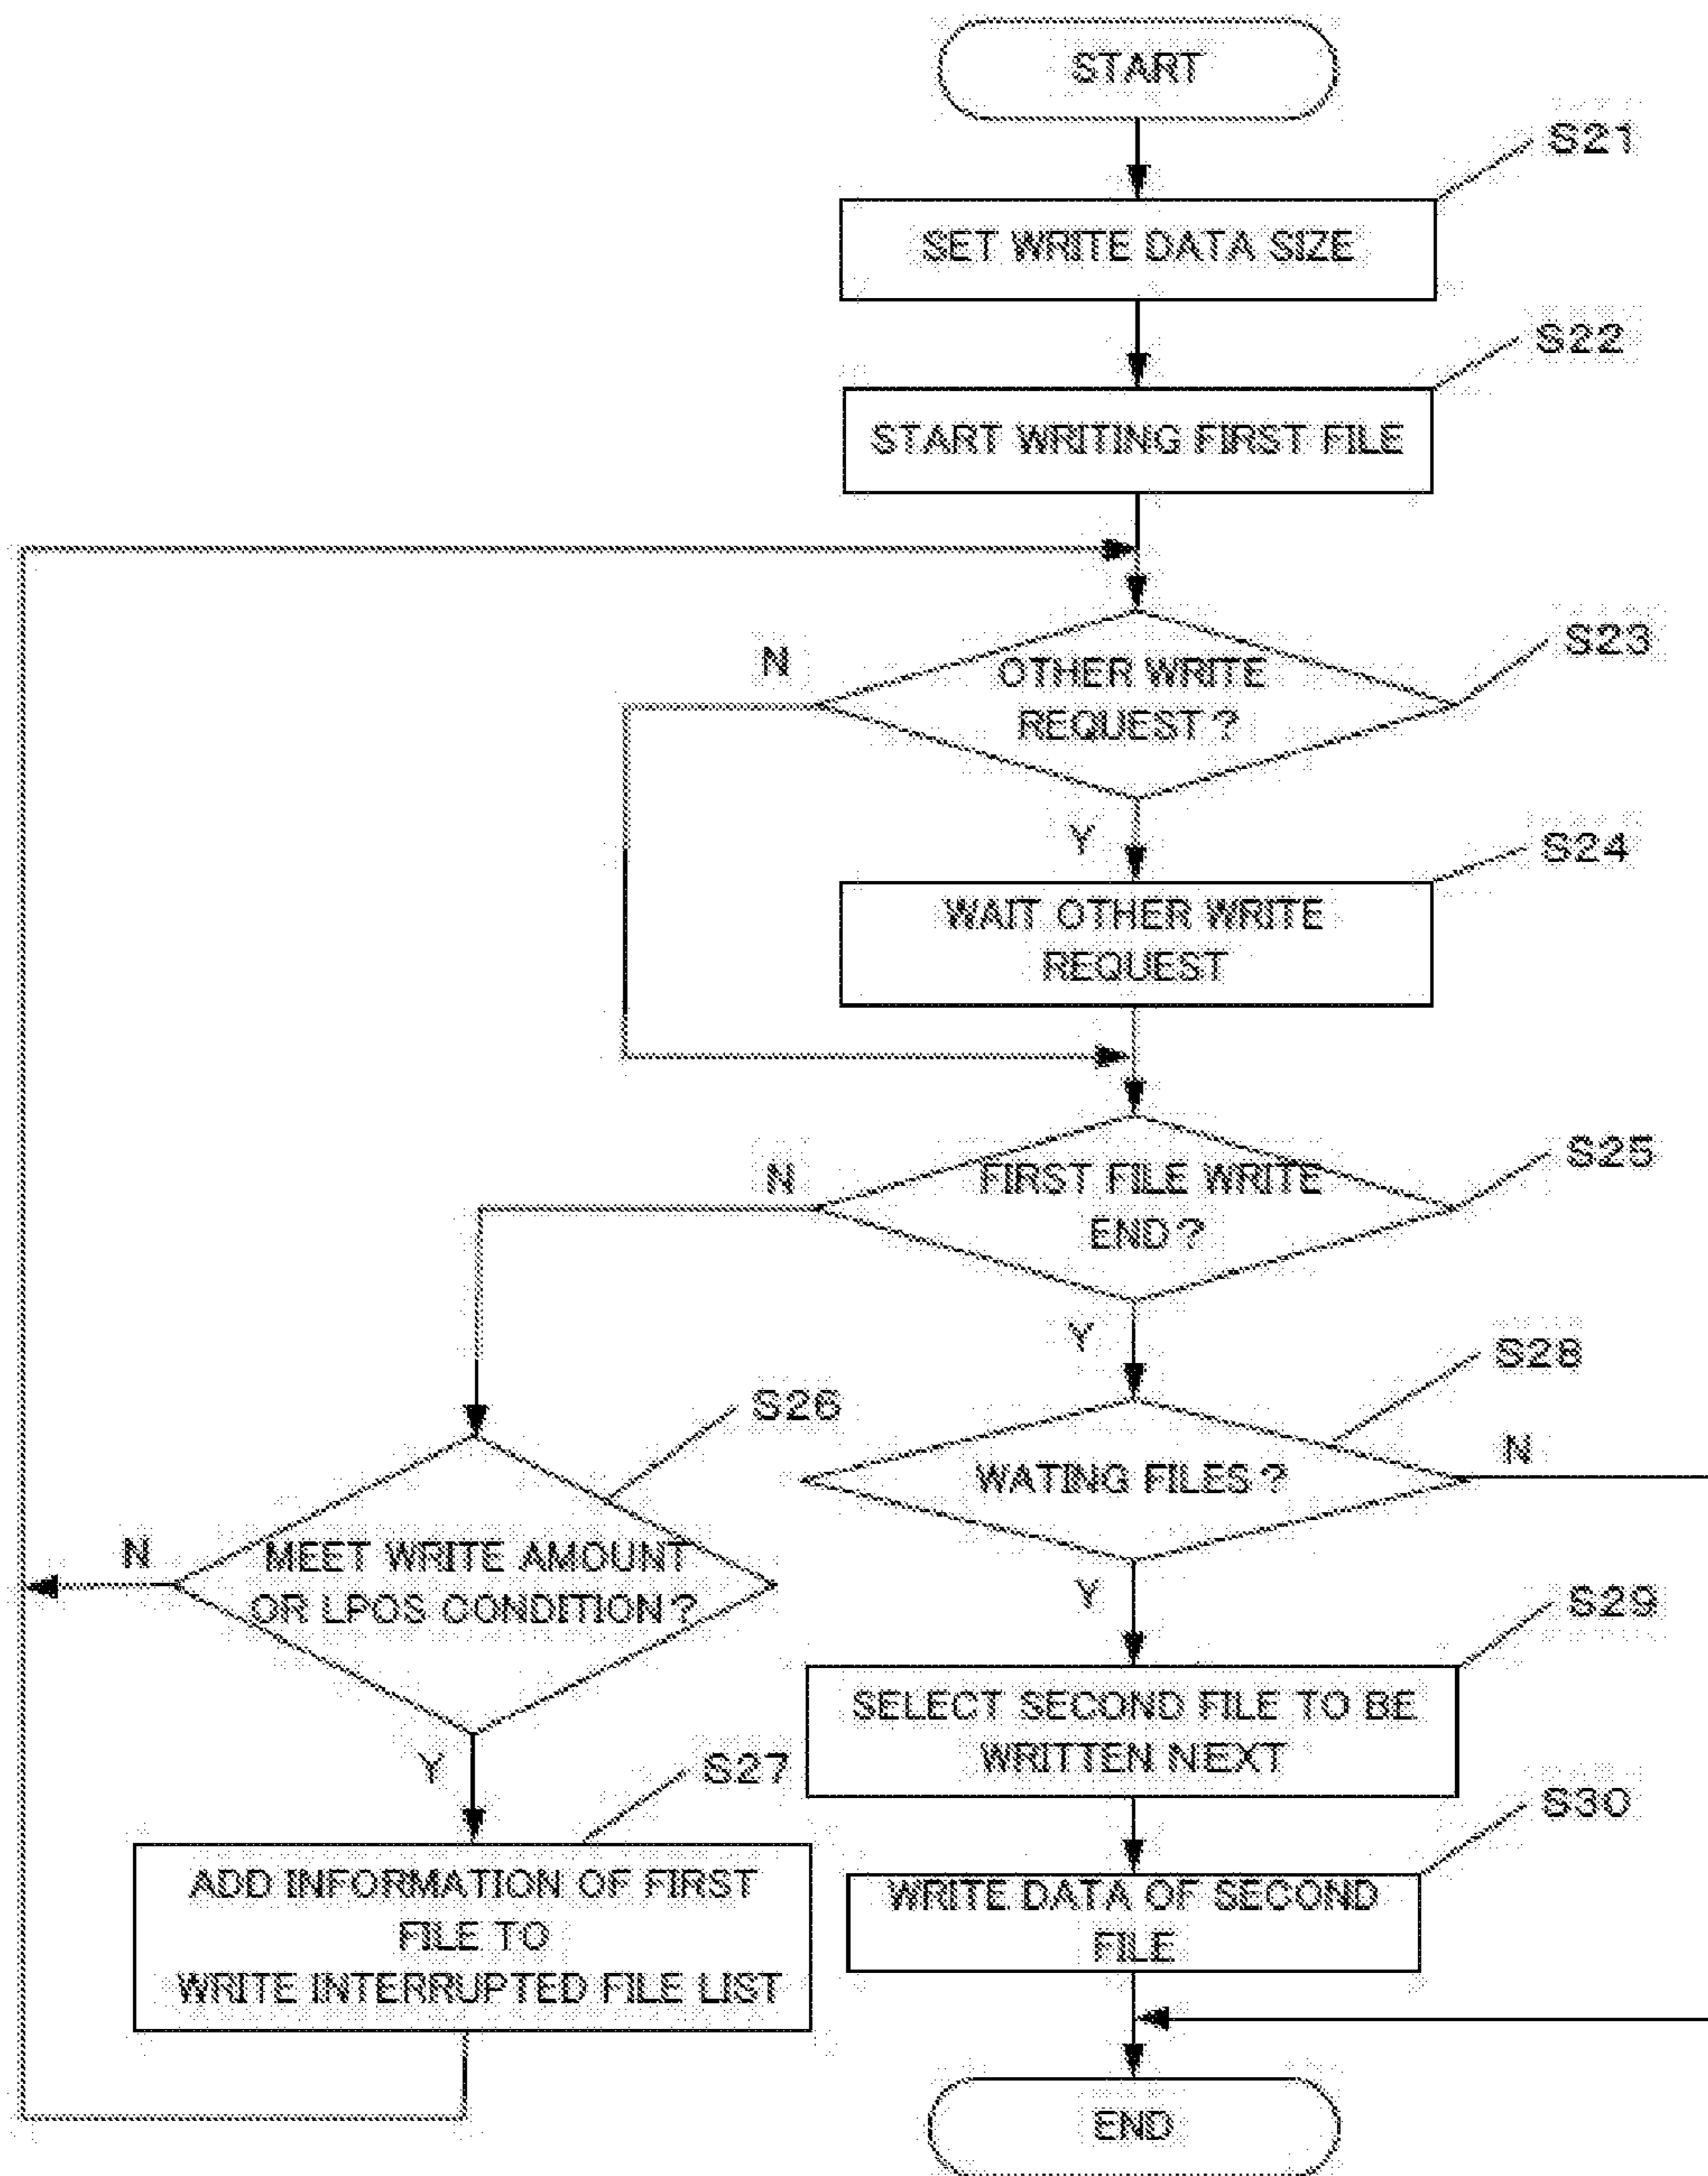 START
S21
SET WRITE DATA SIZE
S22
START WRITING FIRST FILE
S23
N
OTHER WRITE
REQUEST?
Y
S24
WAIT OTHER WRITE
REQUEST
S25
N
FIRST FILE WRITE
END?
Y
S28
S26
WATING FILES?
N
N
MEET WRITE AMOUNT
OR LPOS CONDITION?
Y
S29
SELECT SECOND FILE TO BE
WRITTEN NEXT
Y
S27
S30
ADD INFORMATION OF FIRST
FILE TO
WRITE INTERRUPTED FILE LIST
WRITE DATA OF SECOND
FILE
END